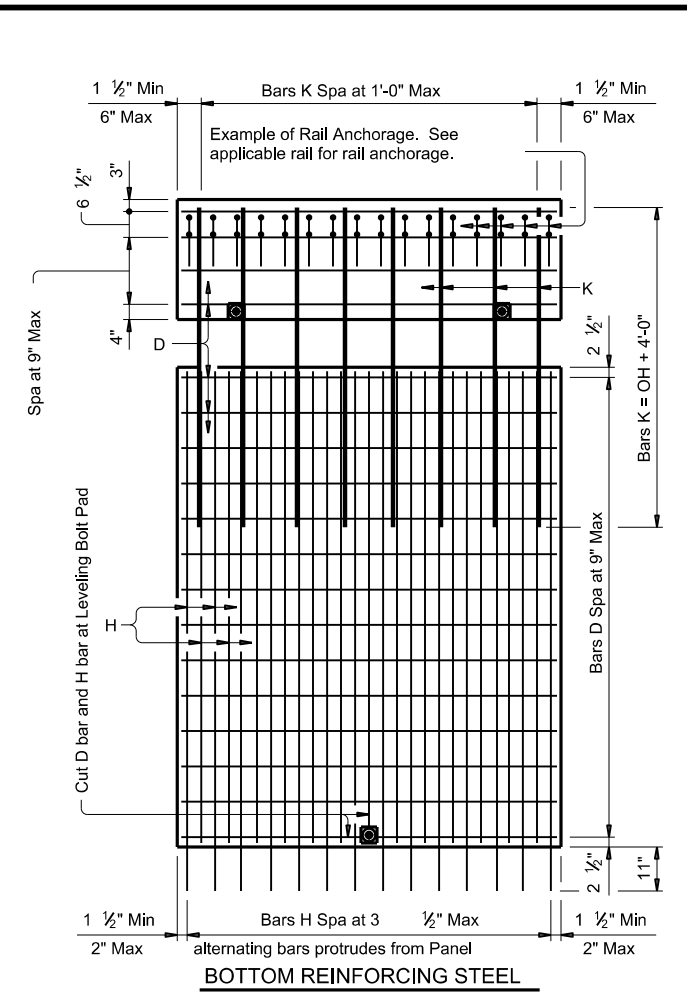 1 ½" Min
6" Max
Bars K Spa at 1'-0" Max
1 ½" Min
6" Max
Example of Rail Anchorage. See
applicable rail for rail anchorage.
3"
6 ½"
Spa at 9" Max
4"
D
K
2 ½"
Bars K = OH + 4'-0"
Cut D bar and H bar at Leveling Bolt Pad
H
Bars D Spa at 9" Max
2 ½"
11"
1 ½" Min
2" Max
Bars H Spa at 3 ½" Max
alternating bars protrudes from Panel
1 ½" Min
2" Max
BOTTOM REINFORCING STEEL